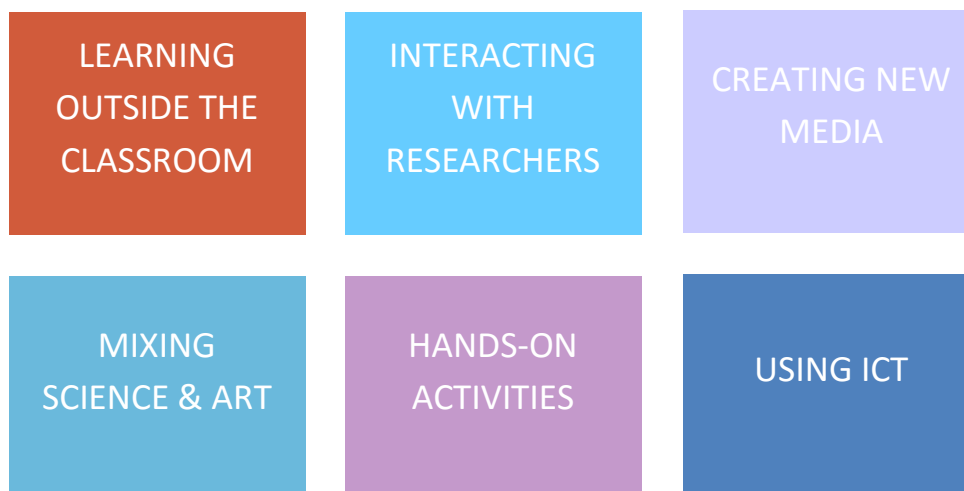 LEARNING
OUTSIDE THE
CLASSROOM
INTERACTING
WITH
RESEARCHERS
CREATING NEW
MEDIA
MIXING
SCIENCE & ART
HANDS-ON
ACTIVITIES
USING ICT